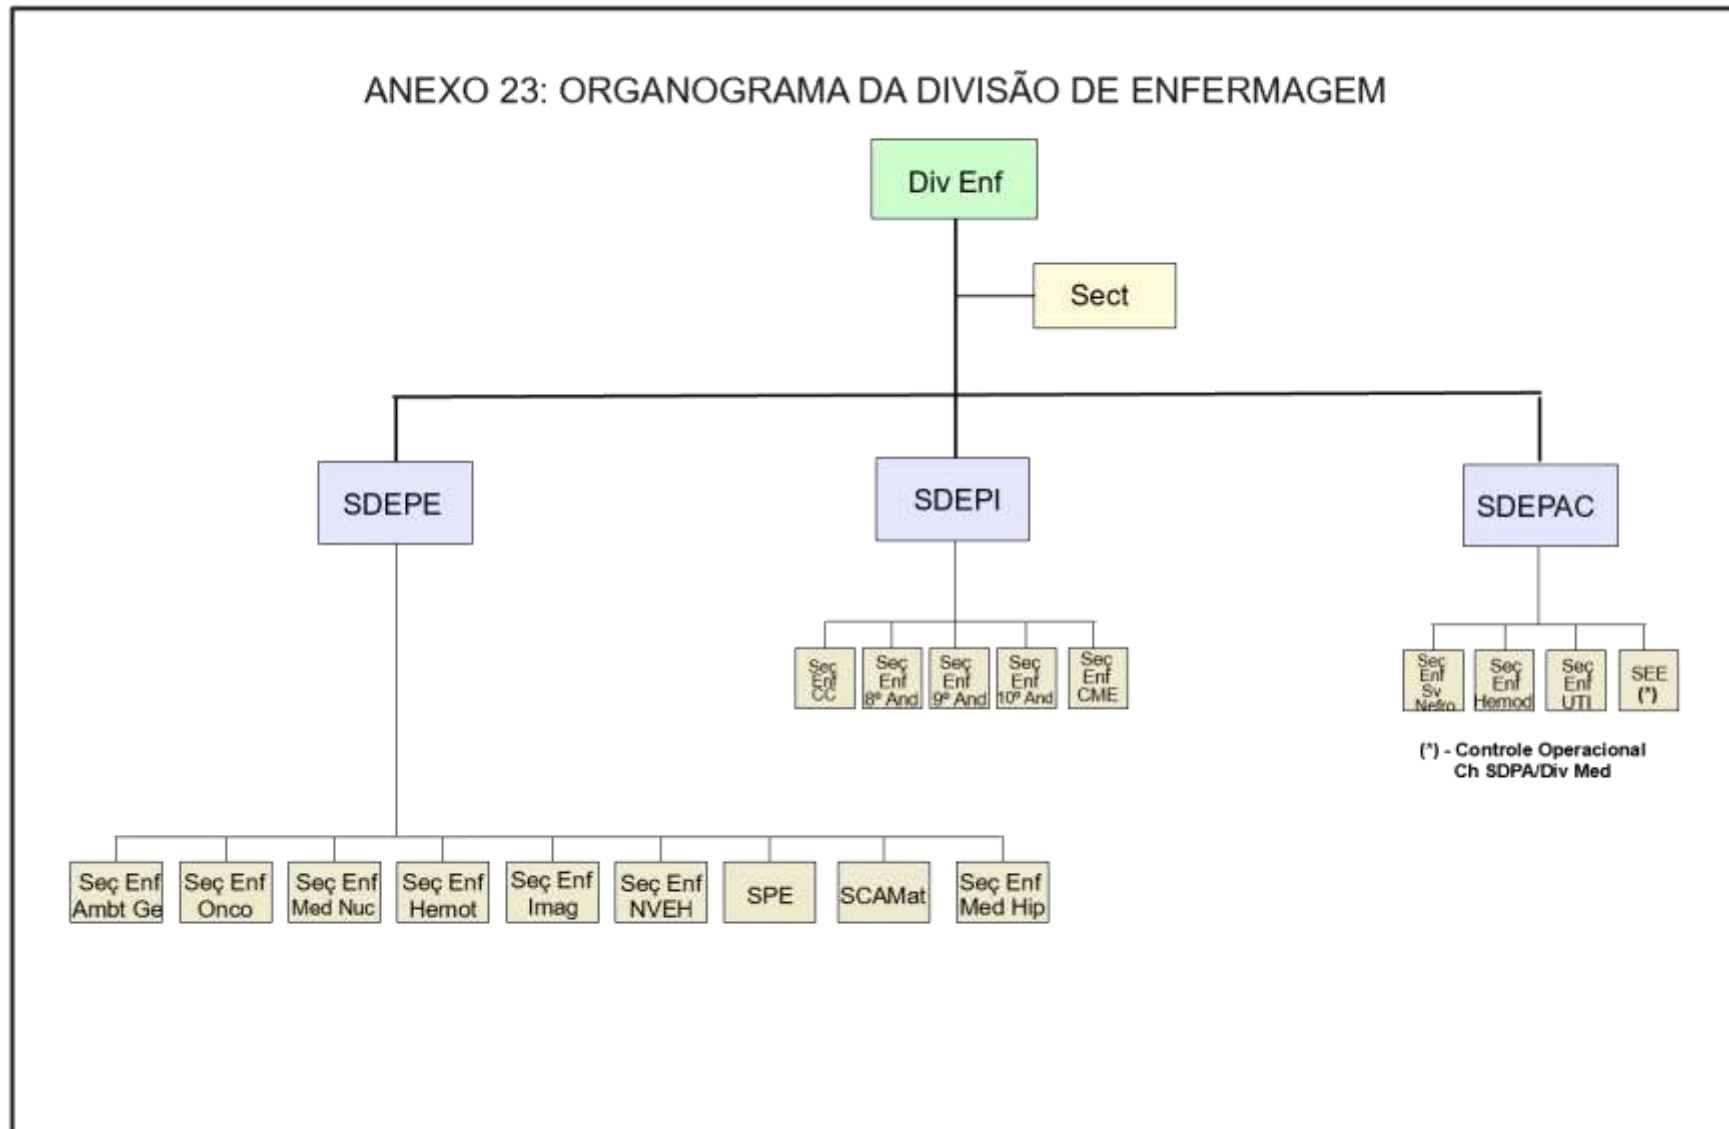 ANEXO 23: ORGANOGRAMA DA DIVISÃO DE ENFERMAGEM
Div Enf
Sect
SDEPE
SDEPI
SDEPAC
Seç
Enf
CC
Seç
Enf
8º And
Seç
Enf
9º And
Seç
Enf
10º And
Seç
Enf
CME
Seç
Enf
Sv
Nefro
Seç
Enf
Hemod
Seç
Enf
UTI
SEE
(*)
(*) - Controle Operacional
Ch SDPA/Div Med
Seç Enf
Ambt Ge
Seç Enf
Onco
Seç Enf
Med Nuc
Seç Enf
Hemot
Seç Enf
Imag
Seç Enf
NVEH
SPE
SCAMat
Seç Enf
Med Hip